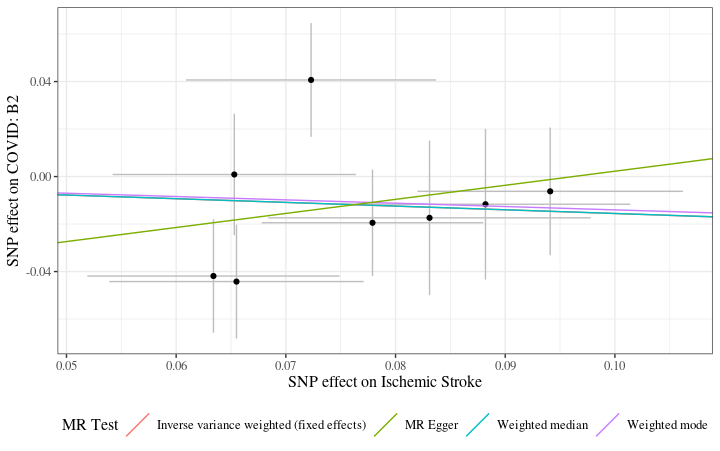 SNP effect on COVID: B2
0.04
0.00
-0.04
0.05 0.06 0.07 0.08 0.09 0.10
SNP effect on Ischemic Stroke
MR Test Inverse variance weighted (fixed effects) MR Egger Weighted median Weighted mode